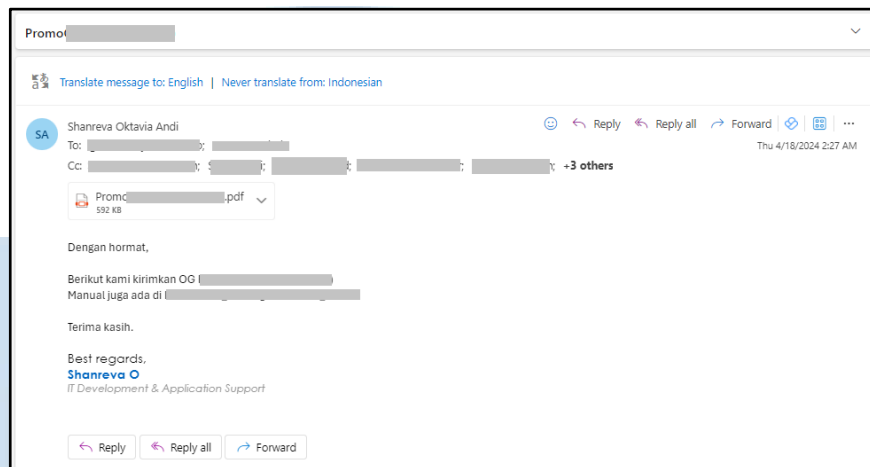 Promo
Translate message to: English | Never translate from: Indonesian
SA
Shanreva Oktavia Andi
Reply Reply all Forward
To:
Thu 4/18/2024 2:27 AM
Cc: +3 others
Promo .pdf
592 KB
Dengan hormat,
Berikut kami kirimkan OG
Manual juga ada di
Terima kasih.
Best regards,
Shanreva O
IT Development & Application Support
Reply Reply all Forward